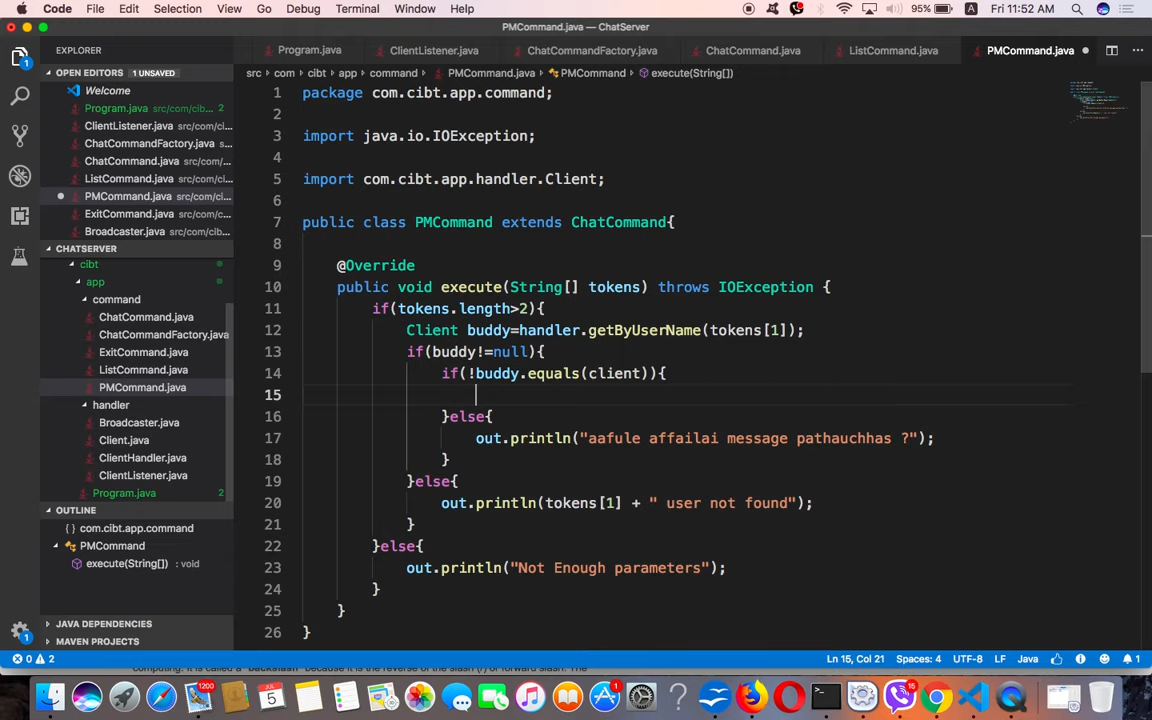 Code File Edit Selection View Go Debug Terminal Window Help 95% Fri 11:52 AM
PMCommand.java — ChatServer
EXPLORER
OPEN EDITORS 1 UNSAVED
Welcome
Program.java src/com/cibt... 2
ClientListener.java src/com/ci...
ChatCommandFactory.java
ChatCommand.java src/com/...
ListCommand.java src/com/ci...
PMCommand.java src/com/ci...
ExitCommand.java src/com/c...
Broadcaster.java src/com/cib...
CHATSERVER
cibt
app
command
ChatCommand.java
ChatCommandFactory.java
ExitCommand.java
ListCommand.java
PMCommand.java
handler
Broadcaster.java
Client.java
ClientHandler.java
ClientListener.java
Program.java 2
OUTLINE
{ } com.cibt.app.command
PMCommand
execute(String[]) : void
JAVA DEPENDENCIES
MAVEN PROJECTS
Program.java ClientListener.java ChatCommandFactory.java ChatCommand.java ListCommand.java PMCommand.java
src › com › cibt › app › command › PMCommand.java › PMCommand › execute(String[])
1 package com.cibt.app.command;
2
3 import java.io.IOException;
4
5 import com.cibt.app.handler.Client;
6
7 public class PMCommand extends ChatCommand{
8
9 @Override
10 public void execute(String[] tokens) throws IOException {
11 if(tokens.length>2){
12 Client buddy=handler.getByUserName(tokens[1]);
13 if(buddy!=null){
14 if(!buddy.equals(client)){
15
16 }else{
17 out.println("aafule affailai message pathauchhas ?");
18 }
19 }else{
20 out.println(tokens[1] + " user not found");
21 }
22 }else{
23 out.println("Not Enough parameters");
24 }
25 }
26 }
0 2 Ln 15, Col 21 Spaces: 4 UTF-8 LF Java 1